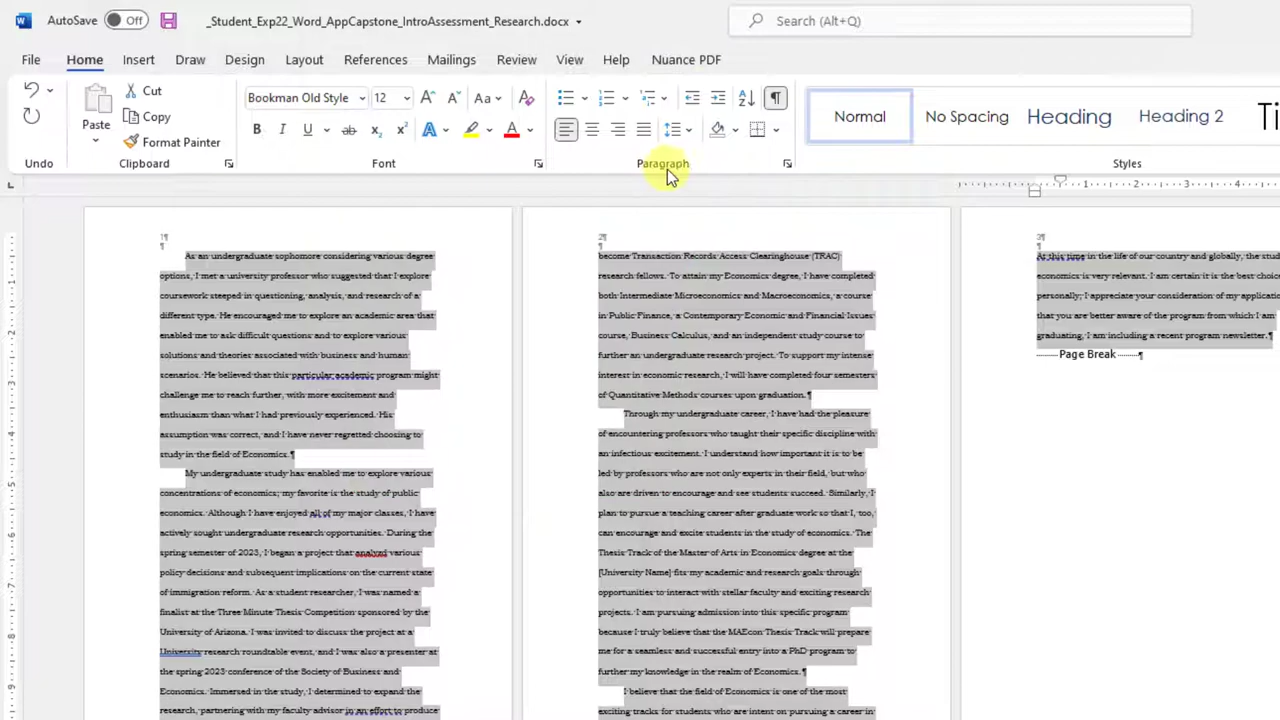 AutoSave Off _Student_Exp22_Word_AppCapstone_IntroAssessment_Research.docx Search (Alt+Q)
File Home Insert Draw Design Layout References Mailings Review View Help Nuance PDF
Cut
Copy
Format Painter
Paste
Bookman Old Style 12 Aa
B I U ab x₂ x² A A
Normal No Spacing Heading Heading 2 Ti
Undo Clipboard Font Paragraph Styles
1¶
¶
As an undergraduate sophomore considering various degree
options, I met a university professor who suggested that I explore
coursework steeped in questioning, analysis, and research of a
different type. He encouraged me to explore an academic area that
enabled me to ask difficult questions and to explore various
solutions and theories associated with business and human
scenarios. He believed that this particular academic program might
challenge me to reach further, with more excitement and
enthusiasm than what I had previously experienced. His
assumption was correct, and I have never regretted choosing to
study in the field of Economics.¶
My undergraduate study has enabled me to explore various
concentrations of economics; my favorite is the study of public
economics. Although I have enjoyed all of my major classes, I have
actively sought undergraduate research opportunities. During the
spring semester of 2023, I began a project that analyzd various
policy decisions and subsequent implications on the current state
of immigration reform. As a student researcher, I was named a
finalist at the Three Minute Thesis Competition sponsored by the
University of Arizona. I was invited to discuss the project at a
University research roundtable event, and I was also a presenter at
the spring 2023 conference of the Society of Business and
Economics. Immersed in the study, I determined to expand the
research, partnering with my faculty advisor in an effort to produce
2¶
¶
become Transaction Records Access Clearinghouse (TRAC)
research fellows. To attain my Economics degree, I have completed
both Intermediate Microeconomics and Macroeconomics, a course
in Public Finance, a Contemporary Economic and Financial Issues
course, Business Calculus, and an independent study course to
further an undergraduate research project. To support my intense
interest in economic research, I will have completed four semesters
of Quantitative Methods courses upon graduation.¶
Through my undergraduate career, I have had the pleasure
of encountering professors who taught their specific discipline with
an infectious excitement. I understand how important it is to be
led by professors who are not only experts in their field, but who
also are driven to encourage and see students succeed. Similarly, I
plan to pursue a teaching career after graduate work so that I, too,
can encourage and excite students in the study of economics. The
Thesis Track of the Master of Arts in Economics degree at the
[University Name] fits my academic and research goals through
opportunities to interact with stellar faculty and exciting research
projects. I am pursuing admission into this specific program
because I truly believe that the MAEcon Thesis Track will prepare
me for a seamless and successful entry into a PhD program to
further my knowledge in the realm of Economics.¶
I believe that the field of Economics is one of the most
exciting tracks for students who are intent on pursuing a career in
3¶
¶
At this time in the life of our country and globally, the stud
economics is very relevant. I am certain it is the best choice
personally; I appreciate your consideration of my applicatio
that you are better aware of the program from which I am
graduating, I am including a recent program newsletter.¶
Page Break ¶